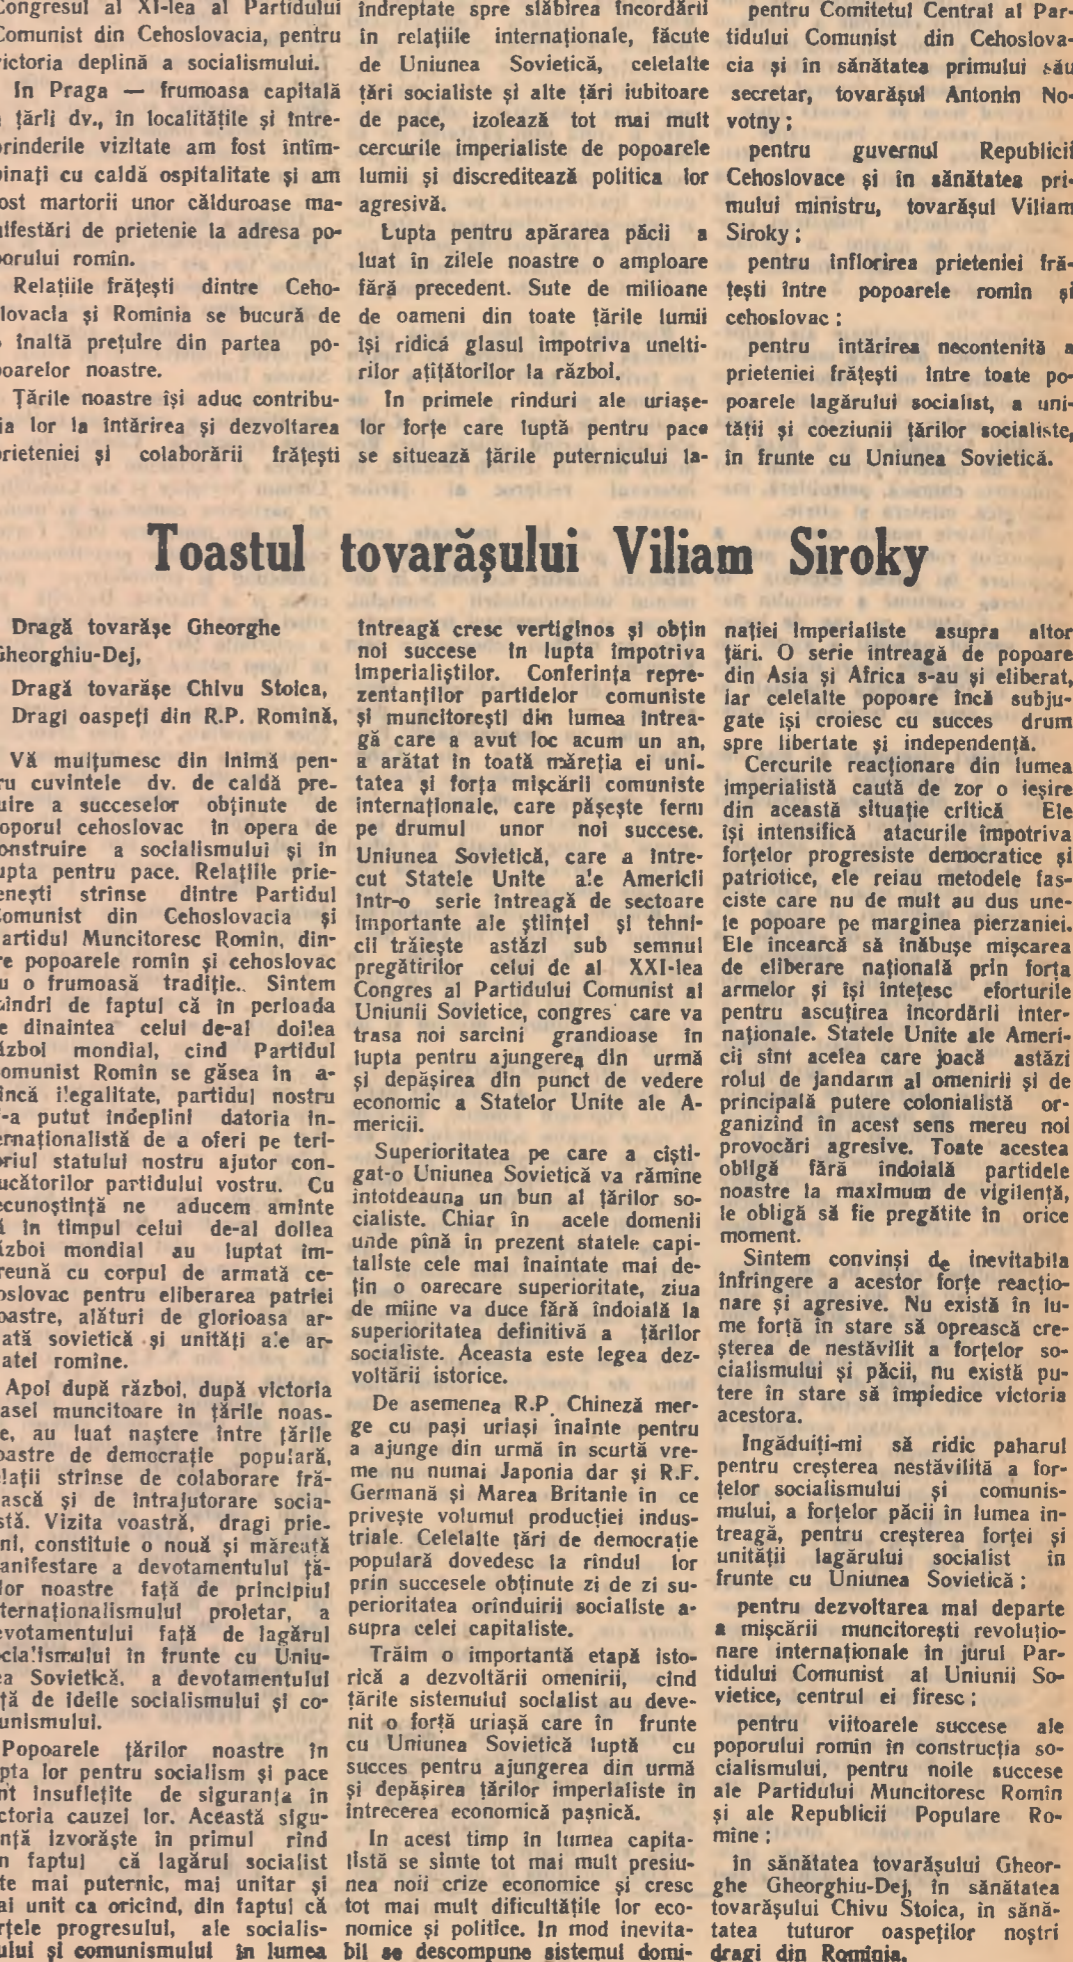 Congresul al XI-lea al Partidului
Comunist din Cehoslovacia, pentru
victoria deplină a socialismului.
In Praga — frumoasa capitală
țării dv., în localitățile și între-
prinderile vizitate am fost întîm-
pinați cu caldă ospitalitate și am
fost martorii unor călduroase ma-
nifestări de prietenie la adresa po-
porului romîn.
Relațiile frățești dintre Ceho-
slovacia și Rominia se bucură de
o înaltă prețuire din partea po-
poarelor noastre.
Țările noastre își aduc contribu-
ția lor la întărirea și dezvoltarea
prieteniei și colaborării frățești
îndreptate spre slăbirea încordării
în relațiile internaționale, făcute
de Uniunea Sovietică, celelalte
țări socialiste și alte țări iubitoare
de pace, izolează tot mai mult
cercurile imperialiste de popoarele
lumii și discreditează politica lor
agresivă.
Lupta pentru apărarea păcii a
luat în zilele noastre o amploare
fără precedent. Sute de milioane
de oameni din toate țările lumii
își ridică glasul împotriva unelti-
rilor ațîțătorilor la război.
În primele rînduri ale uriașe-
lor forțe care luptă pentru pace
se situează țările puternicului la-
pentru Comitetul Central al Par-
tidului Comunist din Cehoslova-
cia și în sănătatea primului său
secretar, tovarășul Antonin No-
votny;
pentru guvernul Republicii
Cehoslovace și în sănătatea pri-
mului ministru, tovarășul Viliam
Siroky;
pentru înflorirea prieteniei fră-
țești între popoarele romîn și
cehoslovac;
pentru întărirea necontenită a
prieteniei frățești între toate po-
poarele lagărului socialist, a uni-
tății și coeziunii țărilor socialiste,
în frunte cu Uniunea Sovietică.
Toastul tovarășului Viliam Siroky
Dragă tovarășe Gheorghe
Gheorghiu-Dej,
Dragă tovarășe Chivu Stoica,
Dragi oaspeți din R.P. Romînă,
Vă mulțumesc din inimă pen-
tru cuvintele dv. de caldă pre-
țuire a succeselor obținute de
poporul cehoslovac în opera de
construire a socialismului și în
lupta pentru pace. Relațiile prie-
tenești strînse dintre Partidul
Comunist din Cehoslovacia și
Partidul Muncitoresc Romîn, din-
tre popoarele romîn și cehoslovac
au o frumoasă tradiție. Sîntem
mîndri de faptul că în perioada
de dinaintea celui de-al doilea
război mondial, cînd Partidul
Comunist Romîn se găsea în a-
dîncă ilegalitate, partidul nostru
și-a putut îndeplini datoria in-
ternaționalistă de a oferi pe teri-
toriul statului nostru ajutor con-
ducătorilor partidului vostru. Cu
recunoștință ne aducem aminte
că în timpul celui de-al doilea
război mondial au luptat îm-
preună cu corpul de armată ce-
hoslovac pentru eliberarea patriei
noastre, alături de glorioasa ar-
mată sovietică și unități ale ar-
matei romîne.
Apoi după război, după victoria
clasei muncitoare în țările noas-
tre, au luat naștere între țările
noastre de democrație populară,
relații strînse de colaborare fră-
țească și de întrajutorare socia-
listă. Vizita voastră, dragi prie-
teni, constituie o nouă și măreață
manifestare a devotamentului ță-
rilor noastre față de principiul
internaționalismului proletar, a
devotamentului față de lagărul
socialismului în frunte cu Uniu-
nea Sovietică, a devotamentului
față de ideile socialismului și co-
munismului.
Popoarele țărilor noastre în
lupta lor pentru socialism și pace
sînt însuflețite de siguranța în
victoria cauzei lor. Această sigu-
ranță izvorăște în primul rînd
din faptul că lagărul socialist
este mai puternic, mai unitar și
mai unit ca oricînd, din faptul că
forțele progresului, ale socialis-
mului și comunismului în lumea
întreagă cresc vertiginos și obțin
noi succese în lupta împotriva
imperialiștilor. Conferința repre-
zentanților partidelor comuniste
și muncitorești din lumea întrea-
gă care a avut loc acum un an,
a arătat în toată măreția ei uni-
tatea și forța mișcării comuniste
internaționale, care pășește ferm
pe drumul unor noi succese.
Uniunea Sovietică, care a între-
cut Statele Unite ale Americii
într-o serie întreagă de sectoare
importante ale științei și tehni-
cii trăiește astăzi sub semnul
pregătirilor celui de al XXI-lea
Congres al Partidului Comunist al
Uniunii Sovietice, congres care va
trasa noi sarcini grandioase în
lupta pentru ajungerea din urmă
și depășirea din punct de vedere
economic a Statelor Unite ale A-
mericii.
Superioritatea pe care a cîști-
gat-o Uniunea Sovietică va rămîne
întotdeauna un bun al țărilor so-
cialiste. Chiar în acele domenii
unde pînă în prezent statele capi-
taliste cele mai înaintate mai de-
țin o oarecare superioritate, ziua
de mîine va duce fără îndoială la
superioritatea definitivă a țărilor
socialiste. Aceasta este legea dez-
voltării istorice.
De asemenea R.P. Chineză mer-
ge cu pași uriași înainte pentru
a ajunge din urmă în scurtă vre-
me nu numai Japonia dar și R.F.
Germană și Marea Britanie în ce
privește volumul producției indus-
triale. Celelalte țări de democrație
populară dovedesc la rîndul lor
prin succesele obținute zi de zi su-
perioritatea orînduirii socialiste a-
supra celei capitaliste.
Trăim o importantă etapă isto-
rică a dezvoltării omenirii, cînd
țările sistemului socialist au deve-
nit o forță uriașă care în frunte
cu Uniunea Sovietică luptă cu
succes pentru ajungerea din urmă
și depășirea țărilor imperialiste în
întrecerea economică pașnică.
In acest timp în lumea capita-
listă se simte tot mai mult presiu-
nea noii crize economice și cresc
tot mai mult dificultățile lor eco-
nomice și politice. In mod inevita-
bil se descompune sistemul domi-
nației imperialiste asupra altor
țări. O serie întreagă de popoare
din Asia și Africa s-au și eliberat,
iar celelalte popoare încă subju-
gate își croiesc cu succes drum
spre libertate și independență.
Cercurile reacționare din lumea
imperialistă caută de zor o ieșire
din această situație critică Ele
își intensifică atacurile împotriva
forțelor progresiste democratice și
patriotice, ele reiau metodele fas-
ciste care nu de mult au dus une-
le popoare pe marginea pierzaniei.
Ele încearcă să înăbușe mișcarea
de eliberare națională prin forța
armelor și își întețesc eforturile
pentru ascuțirea încordării inter-
naționale. Statele Unite ale Ameri-
cii sînt acelea care joacă astăzi
rolul de jandarm al omenirii și de
principală putere colonialistă or-
ganizînd în acest sens mereu noi
provocări agresive. Toate acestea
obligă fără îndoială partidele
noastre la maximum de vigilență,
le obligă să fie pregătite în orice
moment.
Sîntem convinși de inevitabila
înfrîngere a acestor forțe reacțio-
nare și agresive. Nu există în lu-
me forță în stare să oprească cre-
șterea de nestăvilit a forțelor so-
cialismului și păcii, nu există pu-
tere în stare să împiedice victoria
acestora.
Ingăduiți-mi să ridic paharul
pentru creșterea nestăvilită a for-
țelor socialismului și comunis-
mului, a forțelor păcii în lumea în-
treagă, pentru creșterea forței și
unității lagărului socialist în
frunte cu Uniunea Sovietică;
pentru dezvoltarea mai departe
a mișcării muncitorești revoluțio-
nare internaționale în jurul Par-
tidului Comunist al Uniunii So-
vietice, centrul ei firesc;
pentru viitoarele succese ale
poporului romîn în construcția so-
cialismului, pentru noile succese
ale Partidului Muncitoresc Romîn
și ale Republicii Populare Ro-
mîne;
în sănătatea tovarășului Gheor-
ghe Gheorghiu-Dej, în sănătatea
tovarășului Chivu Stoica, în sănă-
tatea tuturor oaspeților noștri
dragi din Romînia.